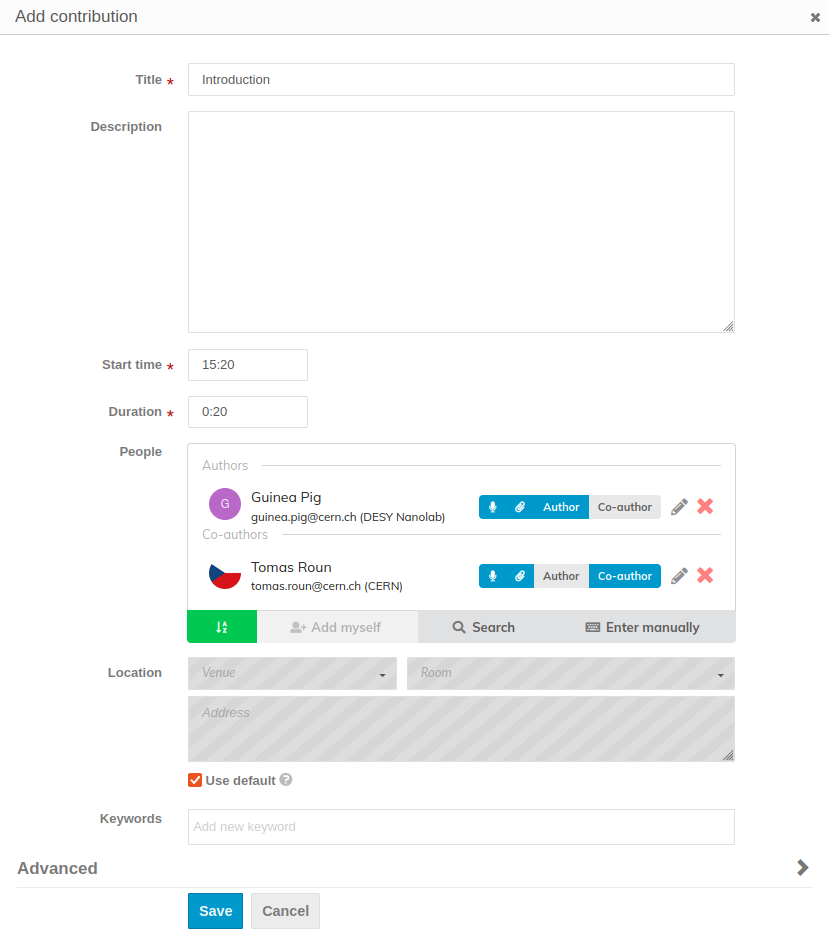 Add contribution
Title *
Introduction
Description
Start time *
15:20
Duration *
0:20
People
Authors
G
Guinea Pig
guinea.pig@cern.ch (DESY Nanolab)
Author Co-author
Co-authors
Tomas Roun
tomas.roun@cern.ch (CERN)
Author Co-author
Add myself Search Enter manually
Location
Venue Room
Address
Use default ?
Keywords
Add new keyword
Advanced
Save Cancel